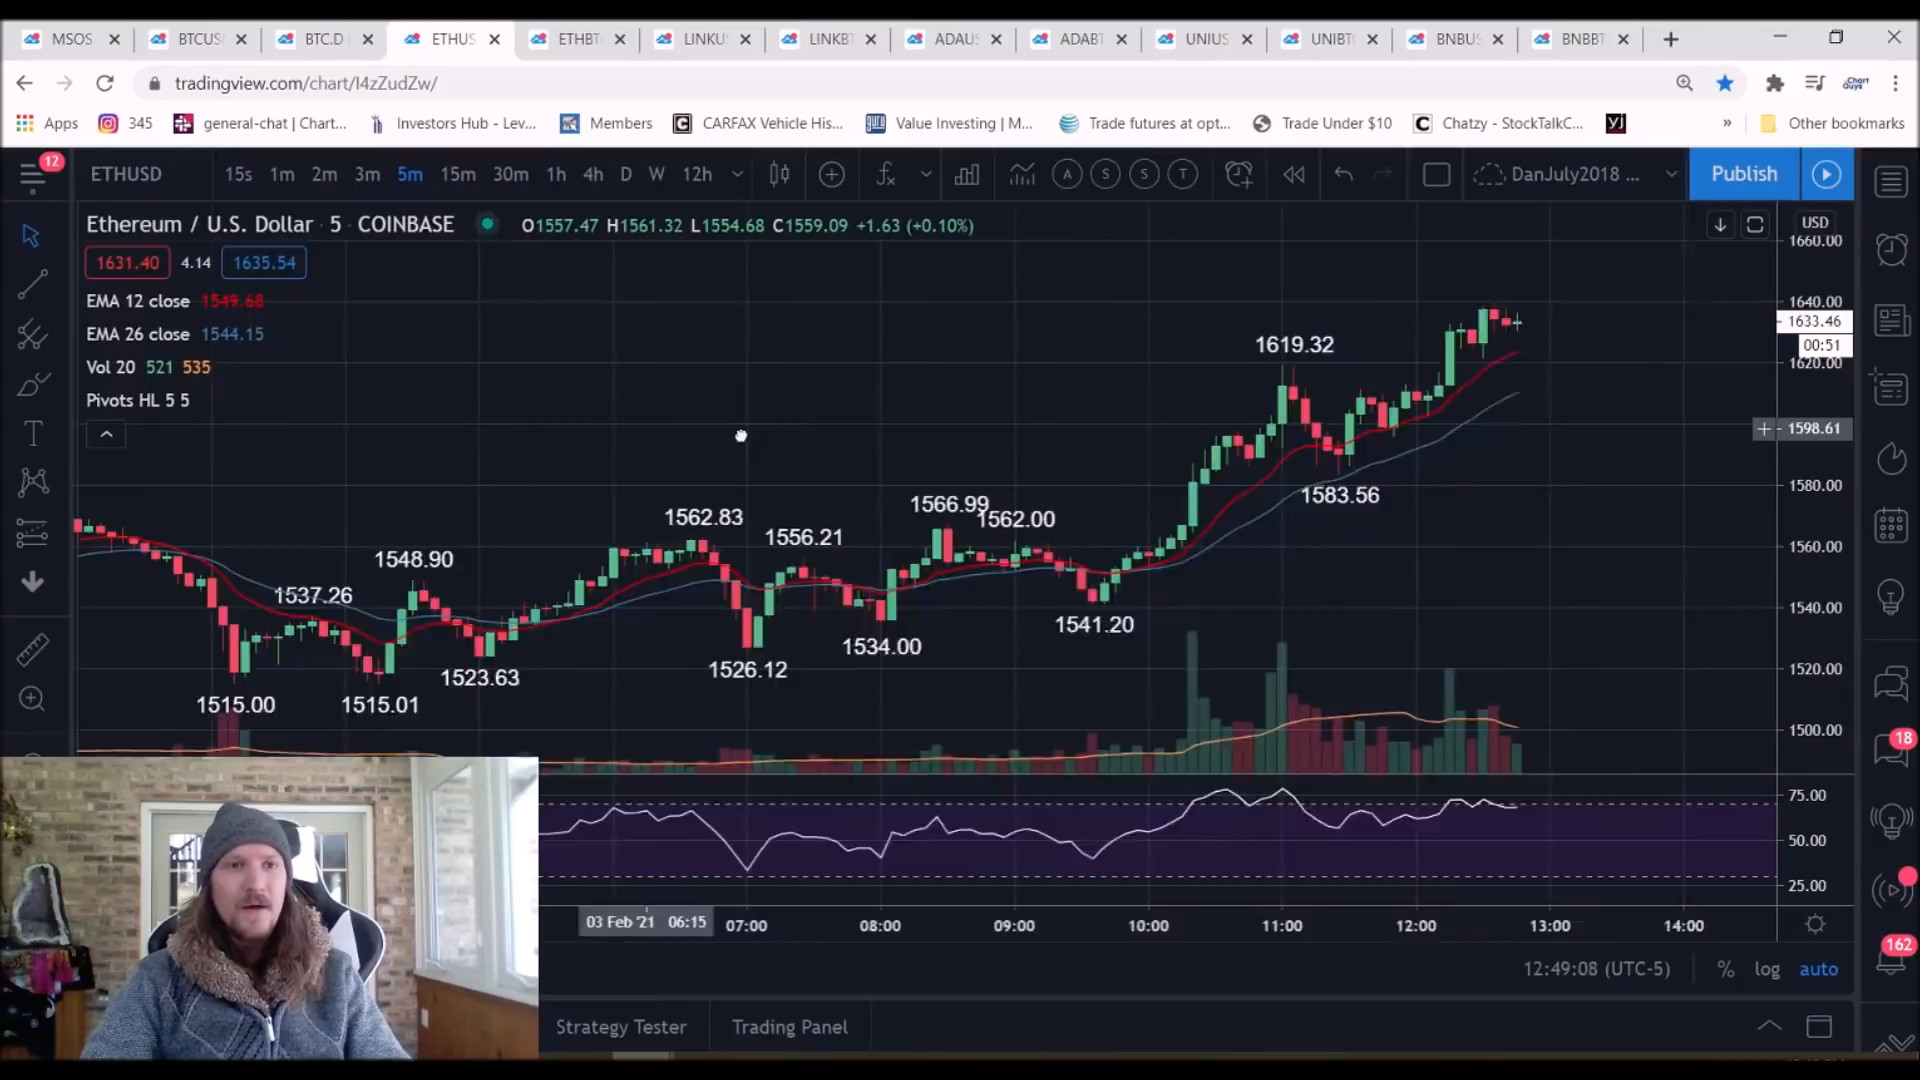 MSOS
BTCUS
BTC.D
ETHUS
ETHBT
LINKU
LINKBT
ADAUS
ADABT
UNIUS
UNIBT
BNBUS
BNBBT
tradingview.com/chart/I4zZudZw/
Chart
GUYS
Apps
345
general-chat | Chart...
Investors Hub - Lev...
Members
CARFAX Vehicle His...
guru
Value Investing | M...
Trade futures at opt...
Trade Under $10
Chatzy - StockTalkC...
Other bookmarks
12
ETHUSD
15s 1m 2m 3m 5m 15m 30m 1h 4h D W 12h
A S S T
DanJuly2018 ...
Publish
Ethereum / U.S. Dollar · 5 · COINBASE
O1557.47 H1561.32 L1554.68 C1559.09 +1.63 (+0.10%)
USD
1631.40 4.14 1635.54
EMA 12 close 1549.68
EMA 26 close 1544.15
Vol 20 521 535
Pivots HL 5 5
1660.00
1640.00
1633.46
00:51
1620.00
1598.61
1580.00
1560.00
1540.00
1520.00
1500.00
1619.32
1583.56
1566.99
1562.00
1562.83
1556.21
1548.90
1537.26
1541.20
1534.00
1526.12
1523.63
1515.00
1515.01
75.00
50.00
25.00
03 Feb '21 06:15
07:00 08:00 09:00 10:00 11:00 12:00 13:00 14:00
12:49:08 (UTC-5)
% log auto
Strategy Tester
Trading Panel
18
162